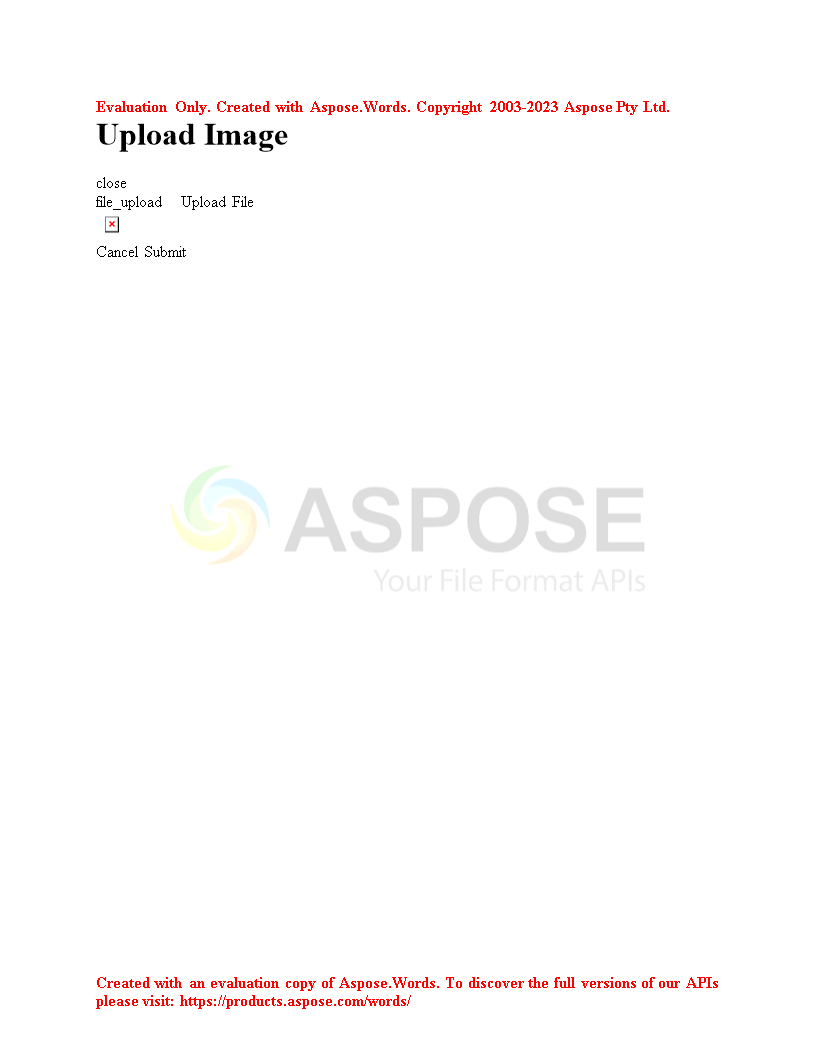 Evaluation Only. Created with Aspose.Words. Copyright 2003-2023 Aspose Pty Ltd.
Upload Image
close
file_upload Upload File
Cancel Submit
ASPOSE
Your File Format APIs
Created with an evaluation copy of Aspose.Words. To discover the full versions of our APIs
please visit: https://products.aspose.com/words/